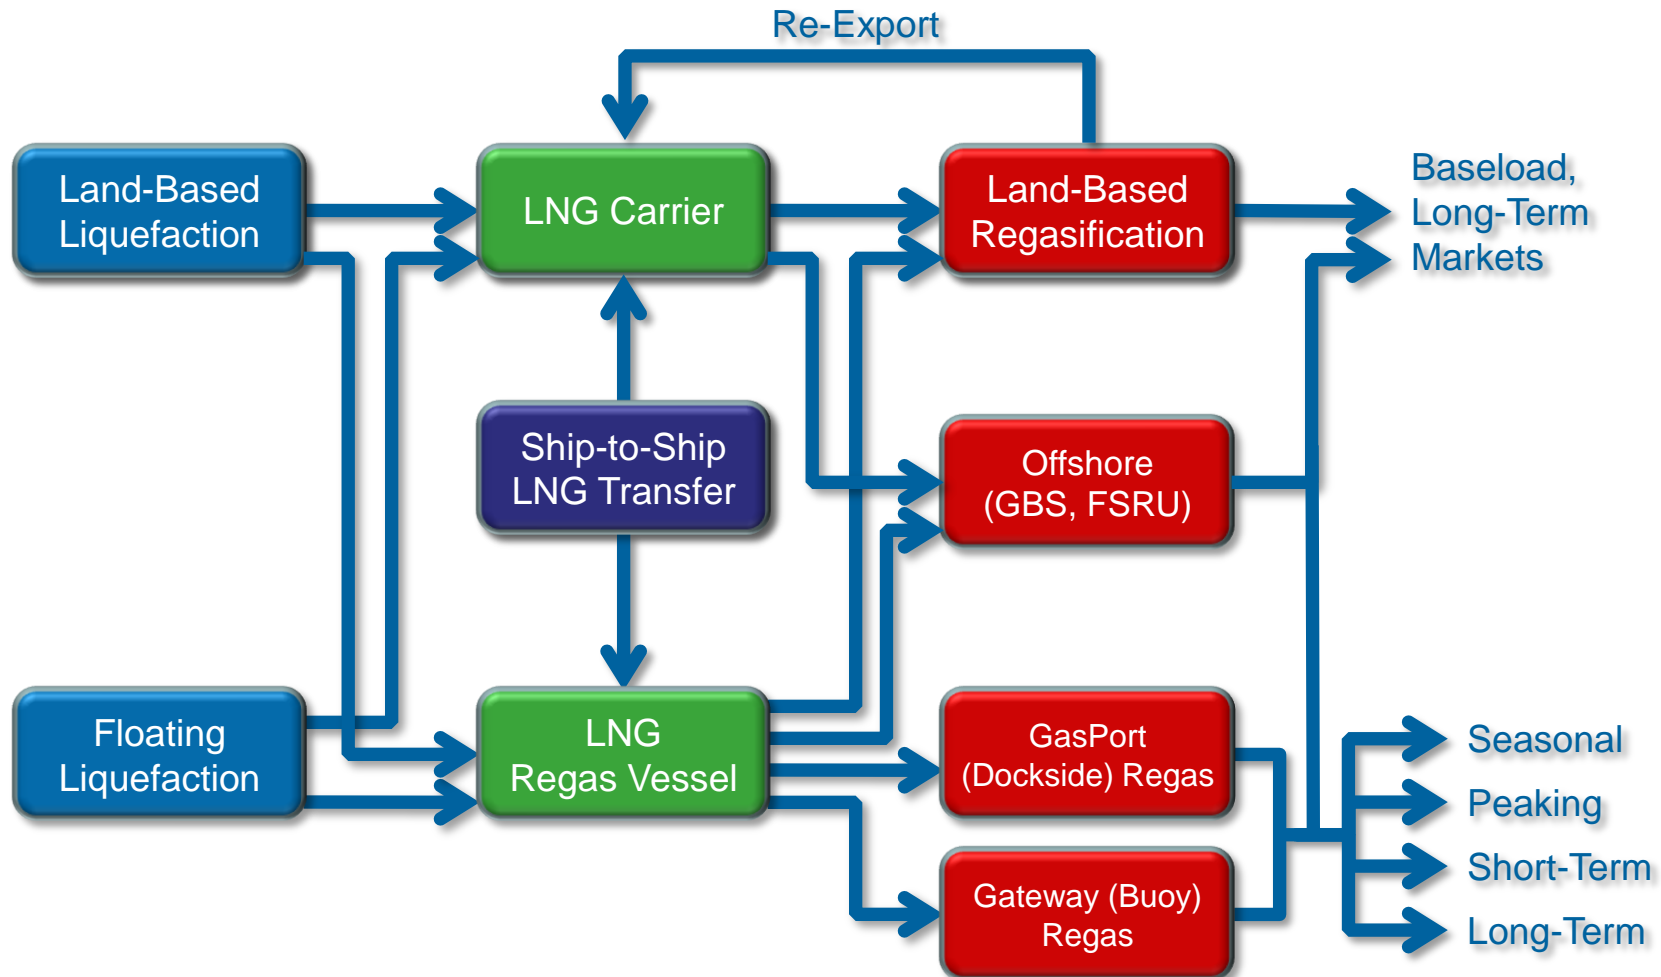 Re-Export
Land-Based
Liquefaction
LNG Carrier
Land-Based
Regasification
Baseload,
Long-Term
Markets
Ship-to-Ship
LNG Transfer
Offshore
(GBS, FSRU)
Floating
Liquefaction
LNG
Regas Vessel
GasPort
(Dockside) Regas
Gateway (Buoy)
Regas
Seasonal
Peaking
Short-Term
Long-Term